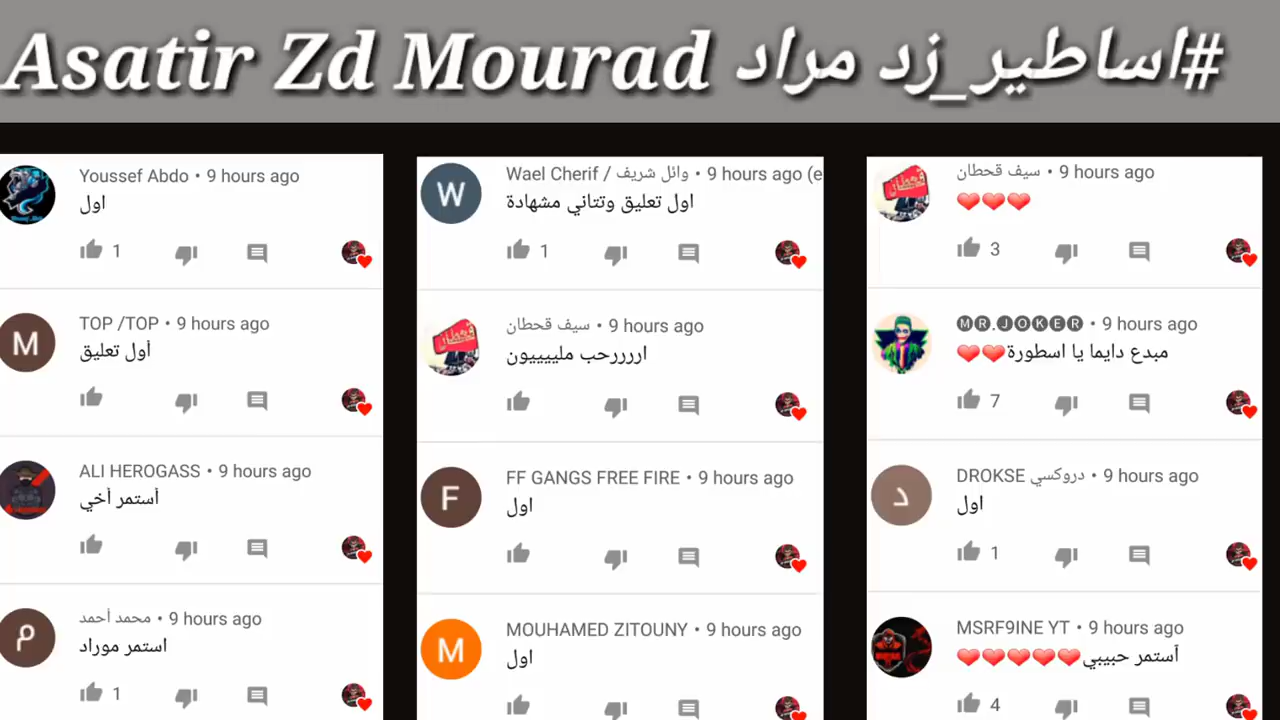 Asatir Zd Mourad #اساطير_زد مراد
Youssef Abdo • 9 hours ago
اول
1
TOP /TOP • 9 hours ago
M
أول تعليق
ALI HEROGASS • 9 hours ago
أستمر أخي
محمد أحمد • 9 hours ago
م
استمر موراد
1
Wael Cherif / وائل شريف • 9 hours ago (e
W
اول تعليق وتتاني مشهادة
1
سيف قحطان • 9 hours ago
قحطان
اررررحب مليييييون
FF GANGS FREE FIRE • 9 hours ago
F
اول
MOUHAMED ZITOUNY • 9 hours ago
M
اول
سيف قحطان • 9 hours ago
قحطان
❤️❤️❤️
3
🅜🅡.🅙🅞🅚🅔🅡 • 9 hours ago
مبدع دايما يا اسطورة❤️❤️
7
DROKSE دروكسي • 9 hours ago
د
اول
1
MSRF9INE YT • 9 hours ago
أستمر حبيبي❤️❤️❤️❤️❤️
4